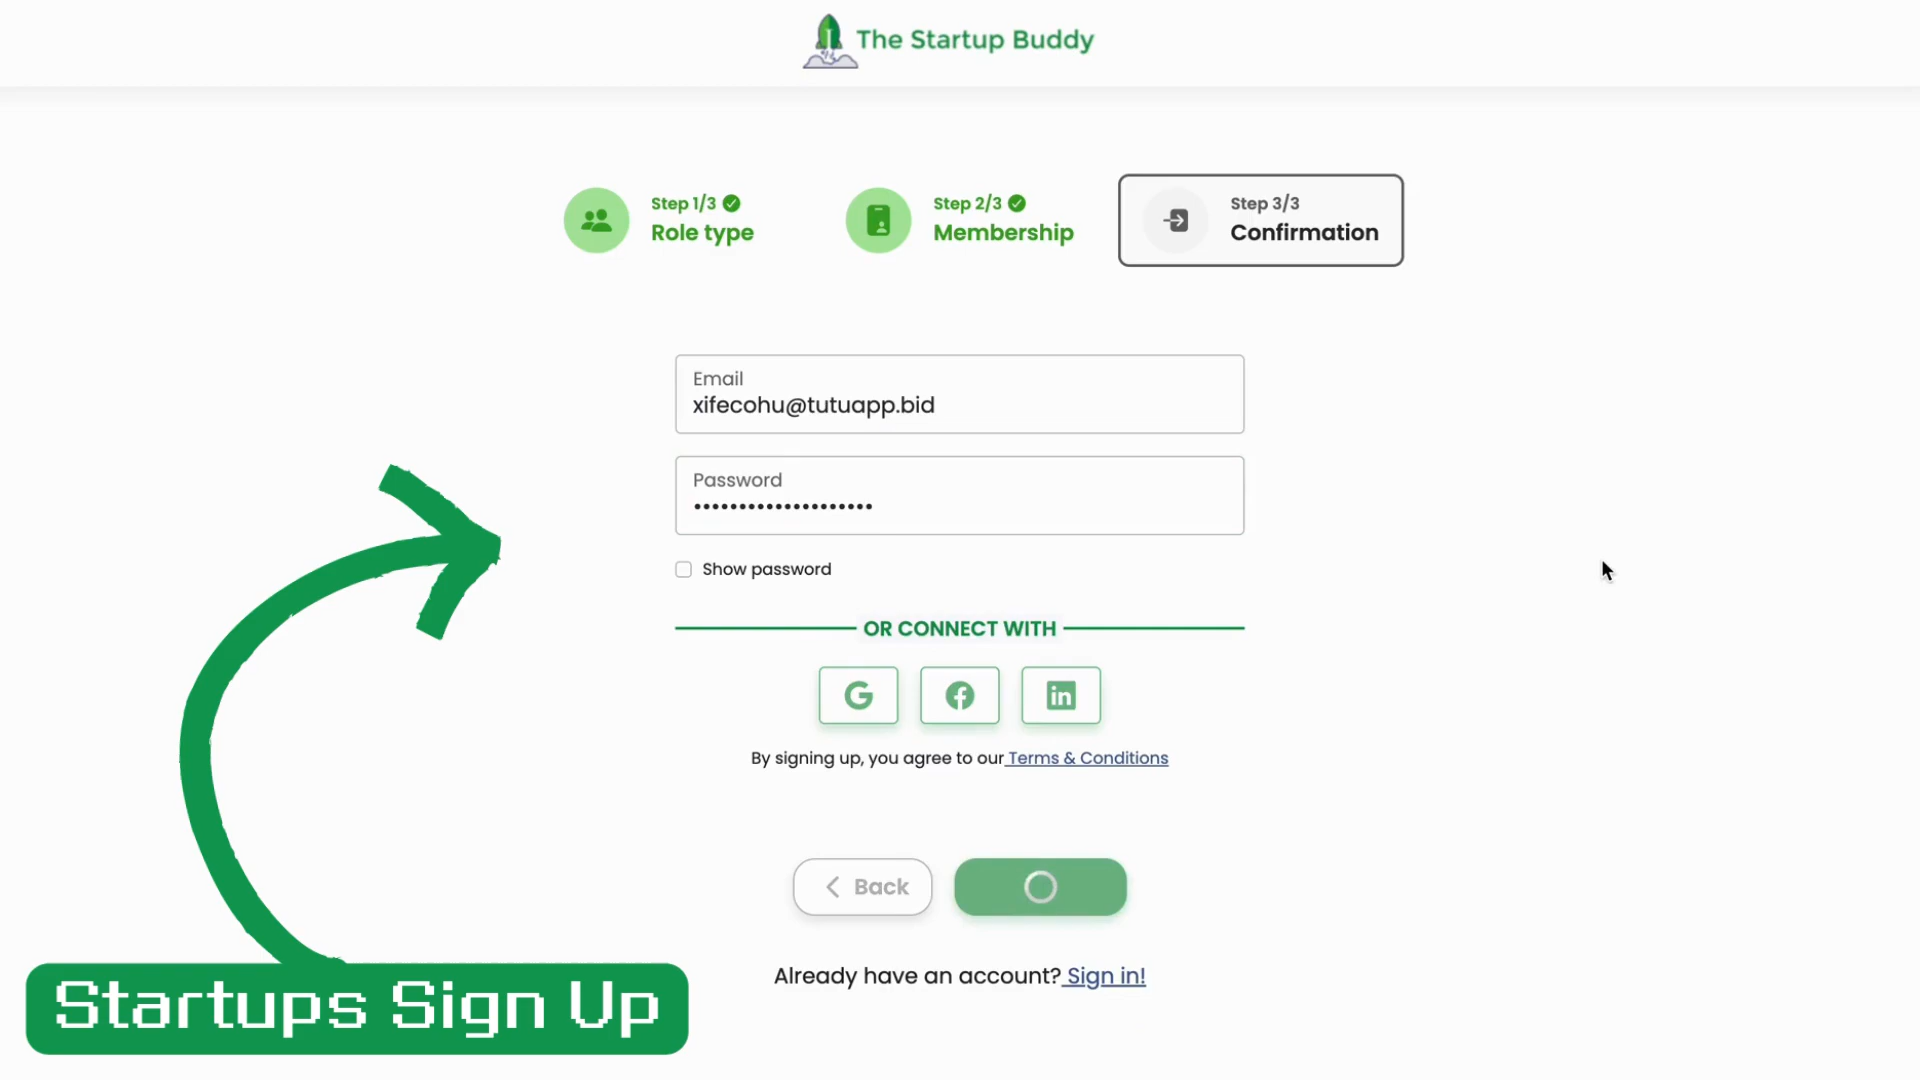 The Startup Buddy
Step 1/3
Role type
Step 2/3
Membership
Step 3/3
Confirmation
Email
xifecohu@tutuapp.bid
Password
••••••••••••••••••••
Show password
OR CONNECT WITH
G
f
in
By signing up, you agree to our Terms & Conditions
Back
Already have an account? Sign in!
Startups Sign Up